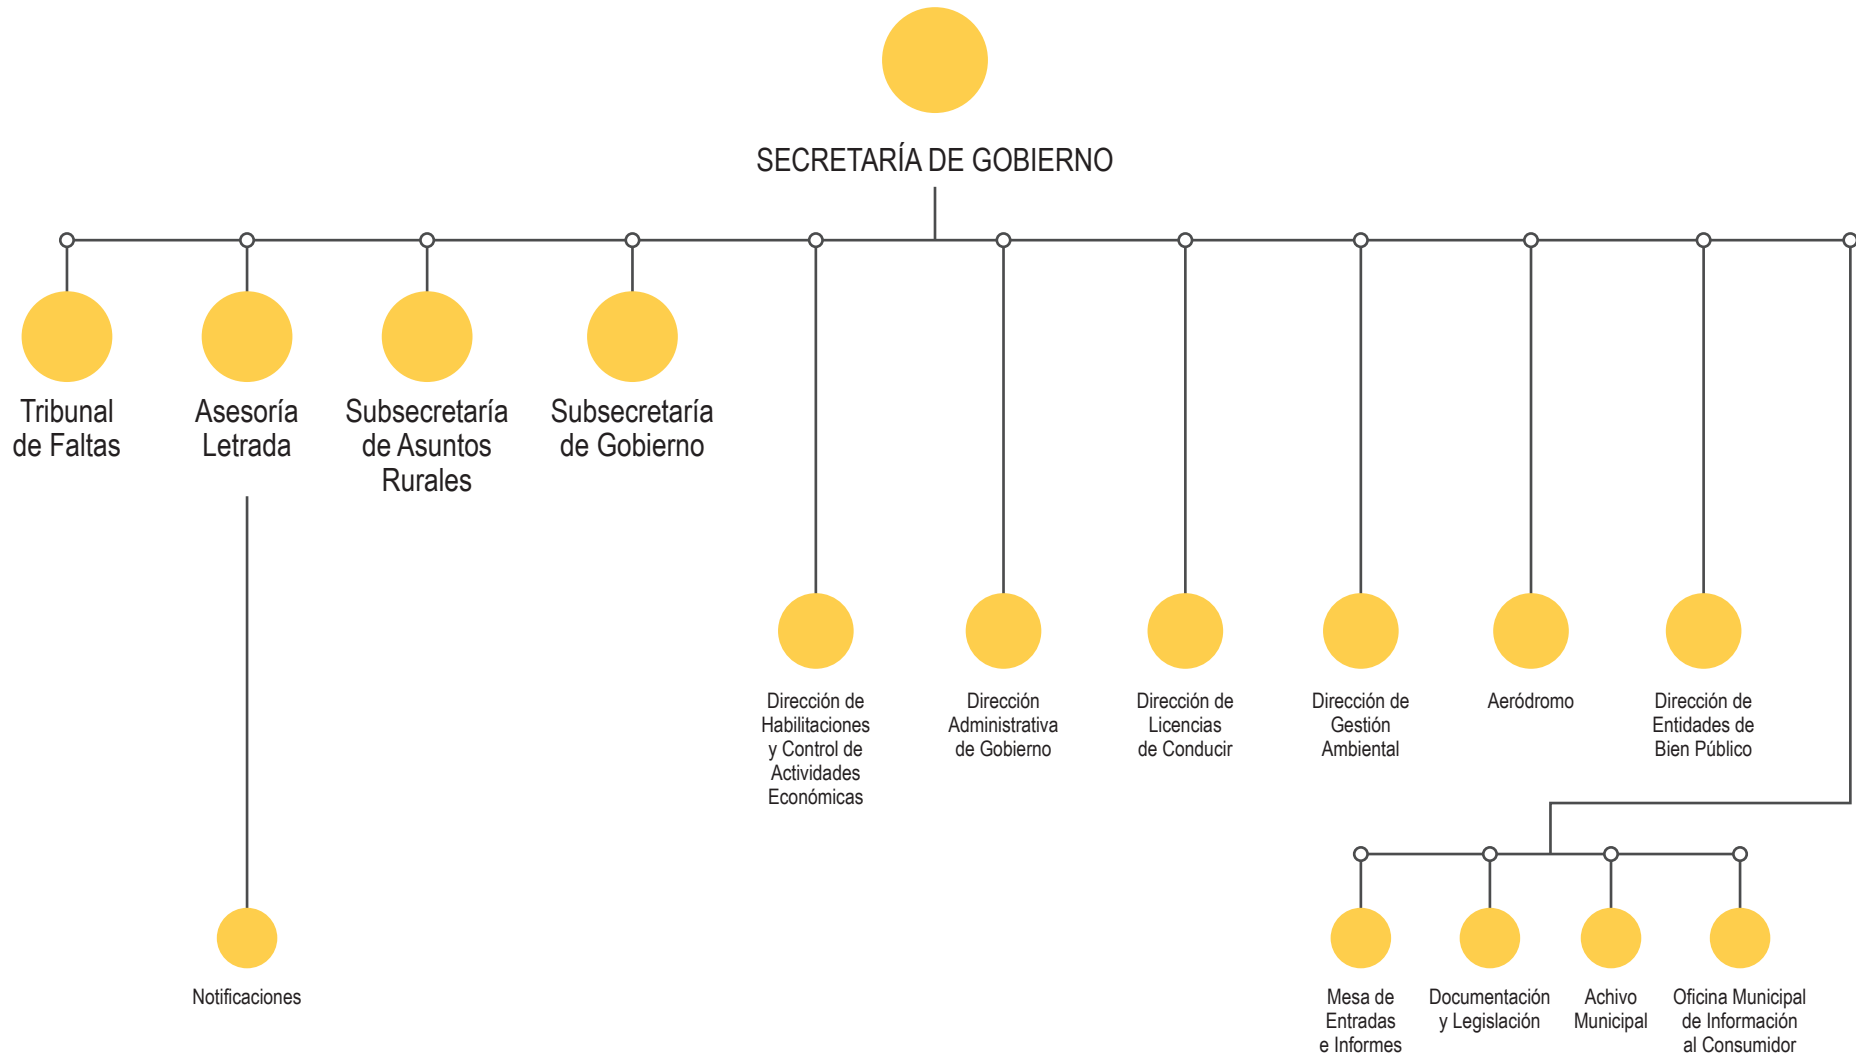 SECRETARÍA DE GOBIERNO
Tribunal
de Faltas
Asesoría
Letrada
Subsecretaría
de Asuntos
Rurales
Subsecretaría
de Gobierno
Dirección de
Habilitaciones
y Control de
Actividades
Económicas
Dirección
Administrativa
de Gobierno
Dirección de
Licencias
de Conducir
Dirección de
Gestión
Ambiental
Aeródromo
Dirección de
Entidades de
Bien Público
Notificaciones
Mesa de
Entradas
e Informes
Documentación
y Legislación
Achivo
Municipal
Oficina Municipal
de Información
al Consumidor